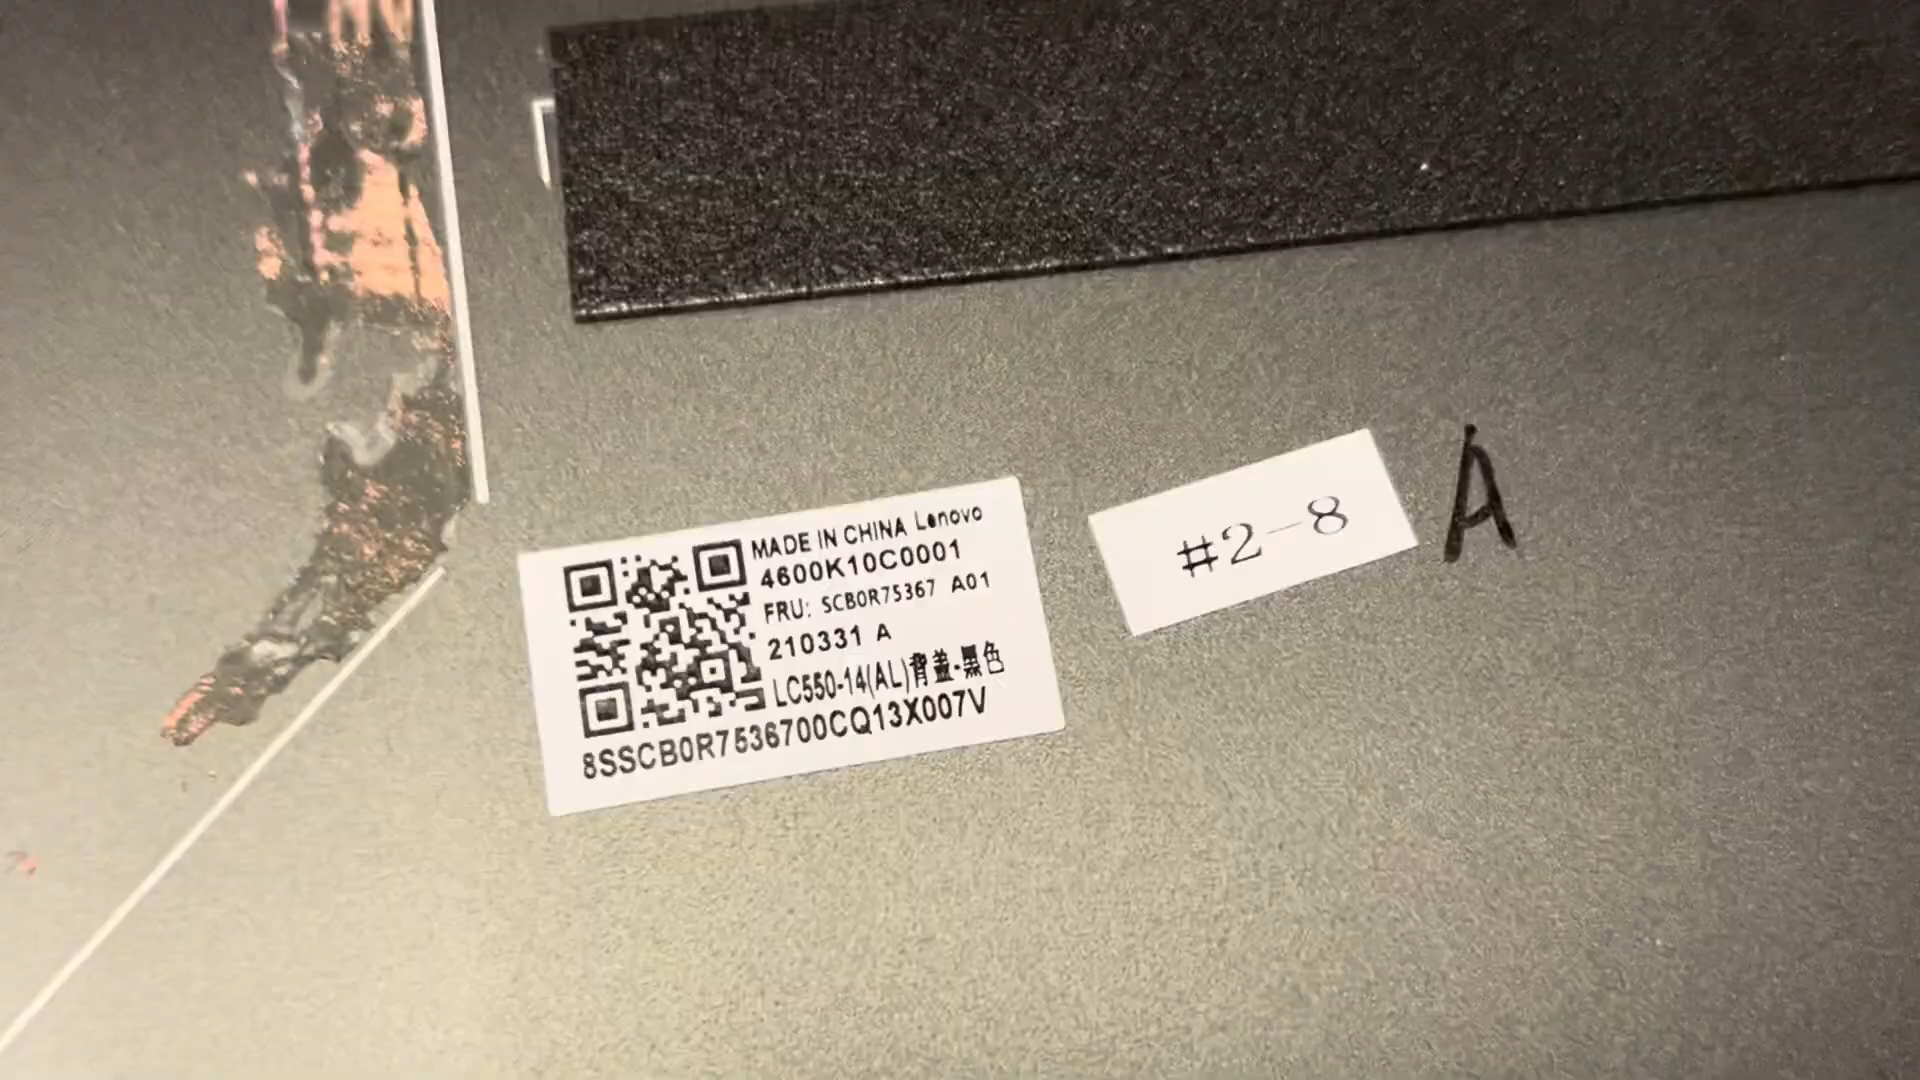 MADE IN CHINA Lenovo
4600K10C0001
FRU: SCB0R75367 A01
210331 A
LC550-14(AL)背盖-黑色
8SSCB0R7536700CQ13X007V
#2-8
A